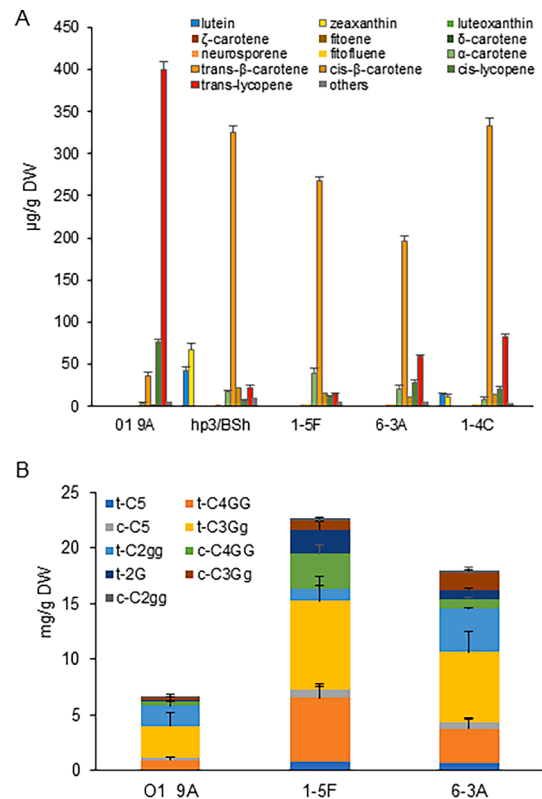 A
lutein zeaxanthin luteoxanthin
ζ-carotene fitoene δ-carotene
neurosporene fitofluene α-carotene
trans-β-carotene cis-β-carotene cis-lycopene
trans-lycopene others
450
400
350
300
250
200
150
100
50
0
µg/g DW
01 9A hp3/BSh 1-5F 6-3A 1-4C
B
t-C5 t-C4GG
c-C5 t-C3Gg
t-C2gg c-C4GG
t-2G c-C3Gg
c-C2gg
25
20
15
10
5
0
mg/g DW
O1 9A 1-5F 6-3A